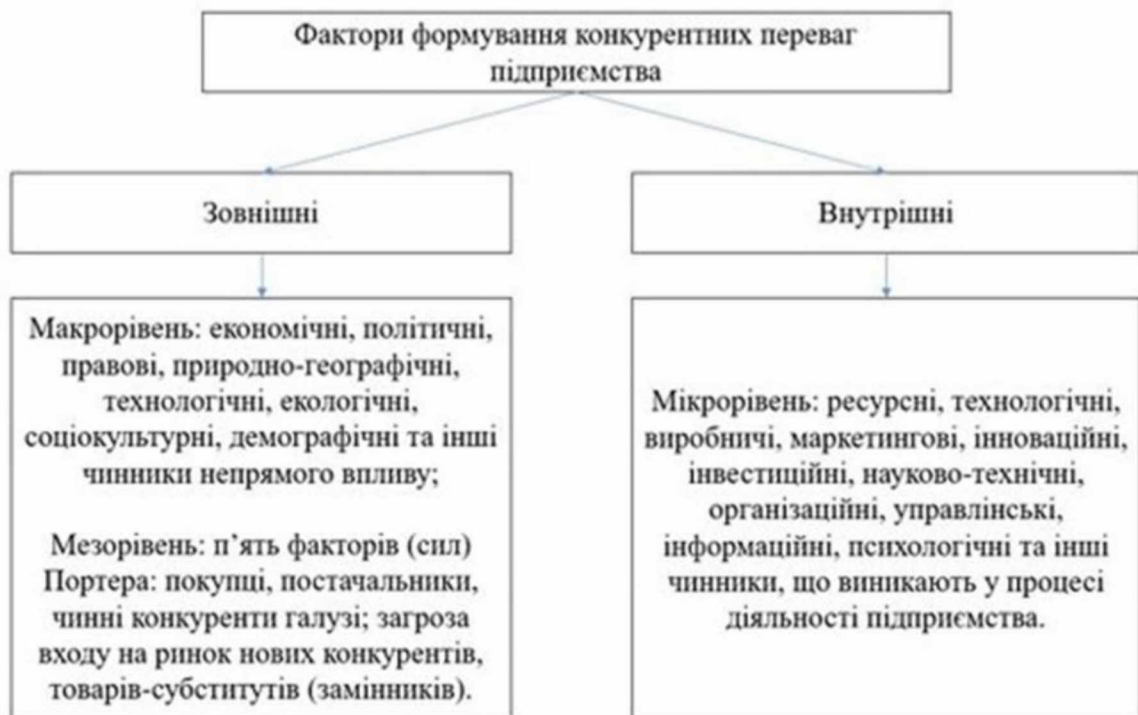 Фактори формування конкурентних переваг
підприємства
Зовнішні
Внутрішні
Макрорівень: економічні, політичні,
правові, природно-географічні,
технологічні, екологічні,
соціокультурні, демографічні та інші
чинники непрямого впливу;
Мезорівень: п’ять факторів (сил)
Портера: покупці, постачальники,
чинні конкуренти галузі; загроза
входу на ринок нових конкурентів,
товарів-субститутів (замінників).
Мікрорівень: ресурсні, технологічні,
виробничі, маркетингові, інноваційні,
інвестиційні, науково-технічні,
організаційні, управлінські,
інформаційні, психологічні та інші
чинники, що виникають у процесі
діяльності підприємства.